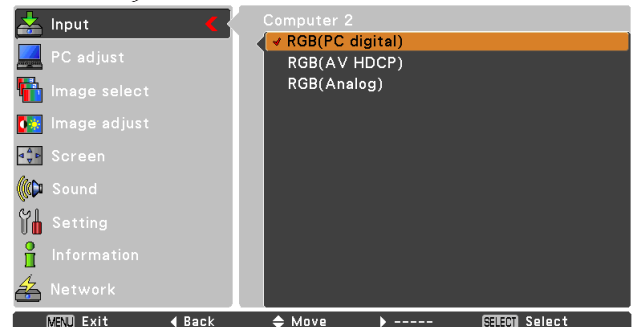 Input
PC adjust
Image select
Image adjust
Screen
Sound
Setting
Information
Network
Computer 2
RGB(PC digital)
RGB(AV HDCP)
RGB(Analog)
MENU Exit Back Move ----- SELECT Select